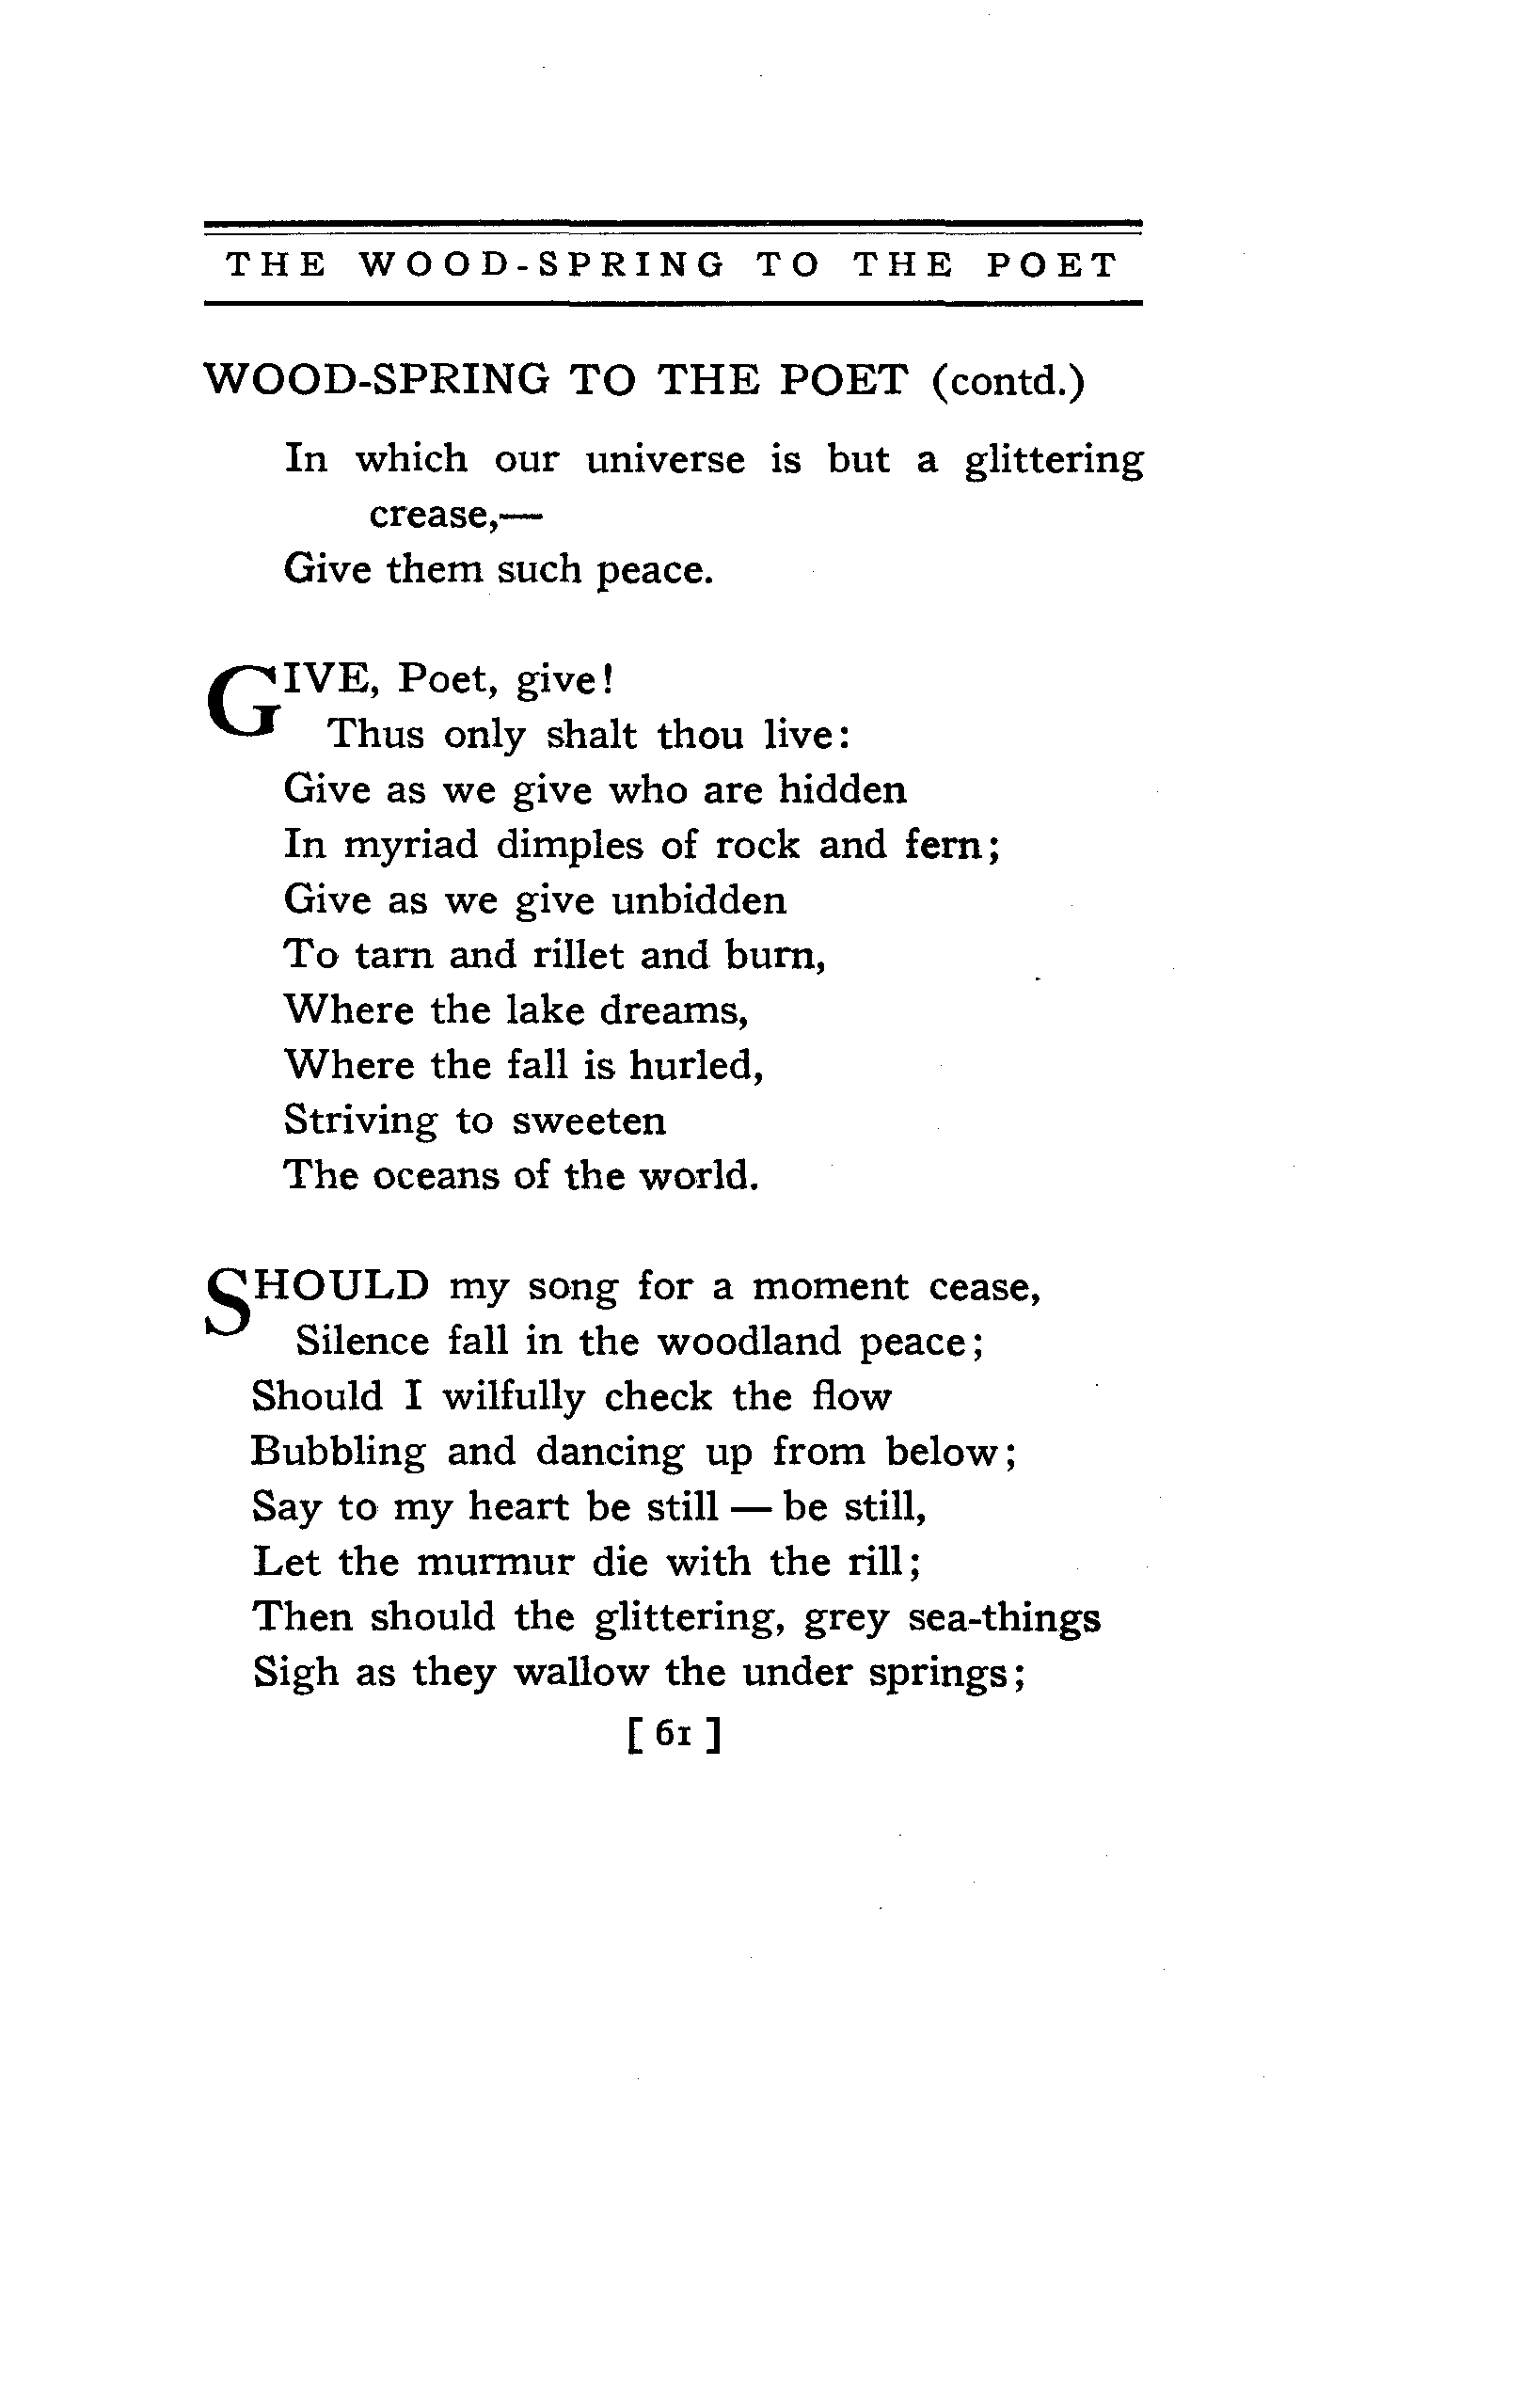 THE WOOD-SPRING TO THE POET
WOOD-SPRING TO THE POET (contd.)
In which our universe is but a glittering
crease,—
Give them such peace.
GIVE, Poet, give!
Thus only shalt thou live:
Give as we give who are hidden
In myriad dimples of rock and fern;
Give as we give unbidden
To tarn and rillet and burn,
Where the lake dreams,
Where the fall is hurled,
Striving to sweeten
The oceans of the world.
SHOULD my song for a moment cease,
Silence fall in the woodland peace;
Should I wilfully check the flow
Bubbling and dancing up from below;
Say to my heart be still — be still,
Let the murmur die with the rill;
Then should the glittering, grey sea-things
Sigh as they wallow the under springs;
[ 61 ]